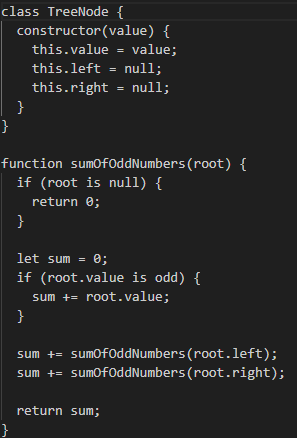 class TreeNode {
  constructor(value) {
    this.value = value;
    this.left = null;
    this.right = null;
  }
}

function sumOfOddNumbers(root) {
  if (root is null) {
    return 0;
  }

  let sum = 0;
  if (root.value is odd) {
    sum += root.value;
  }

  sum += sumOfOddNumbers(root.left);
  sum += sumOfOddNumbers(root.right);

  return sum;
}